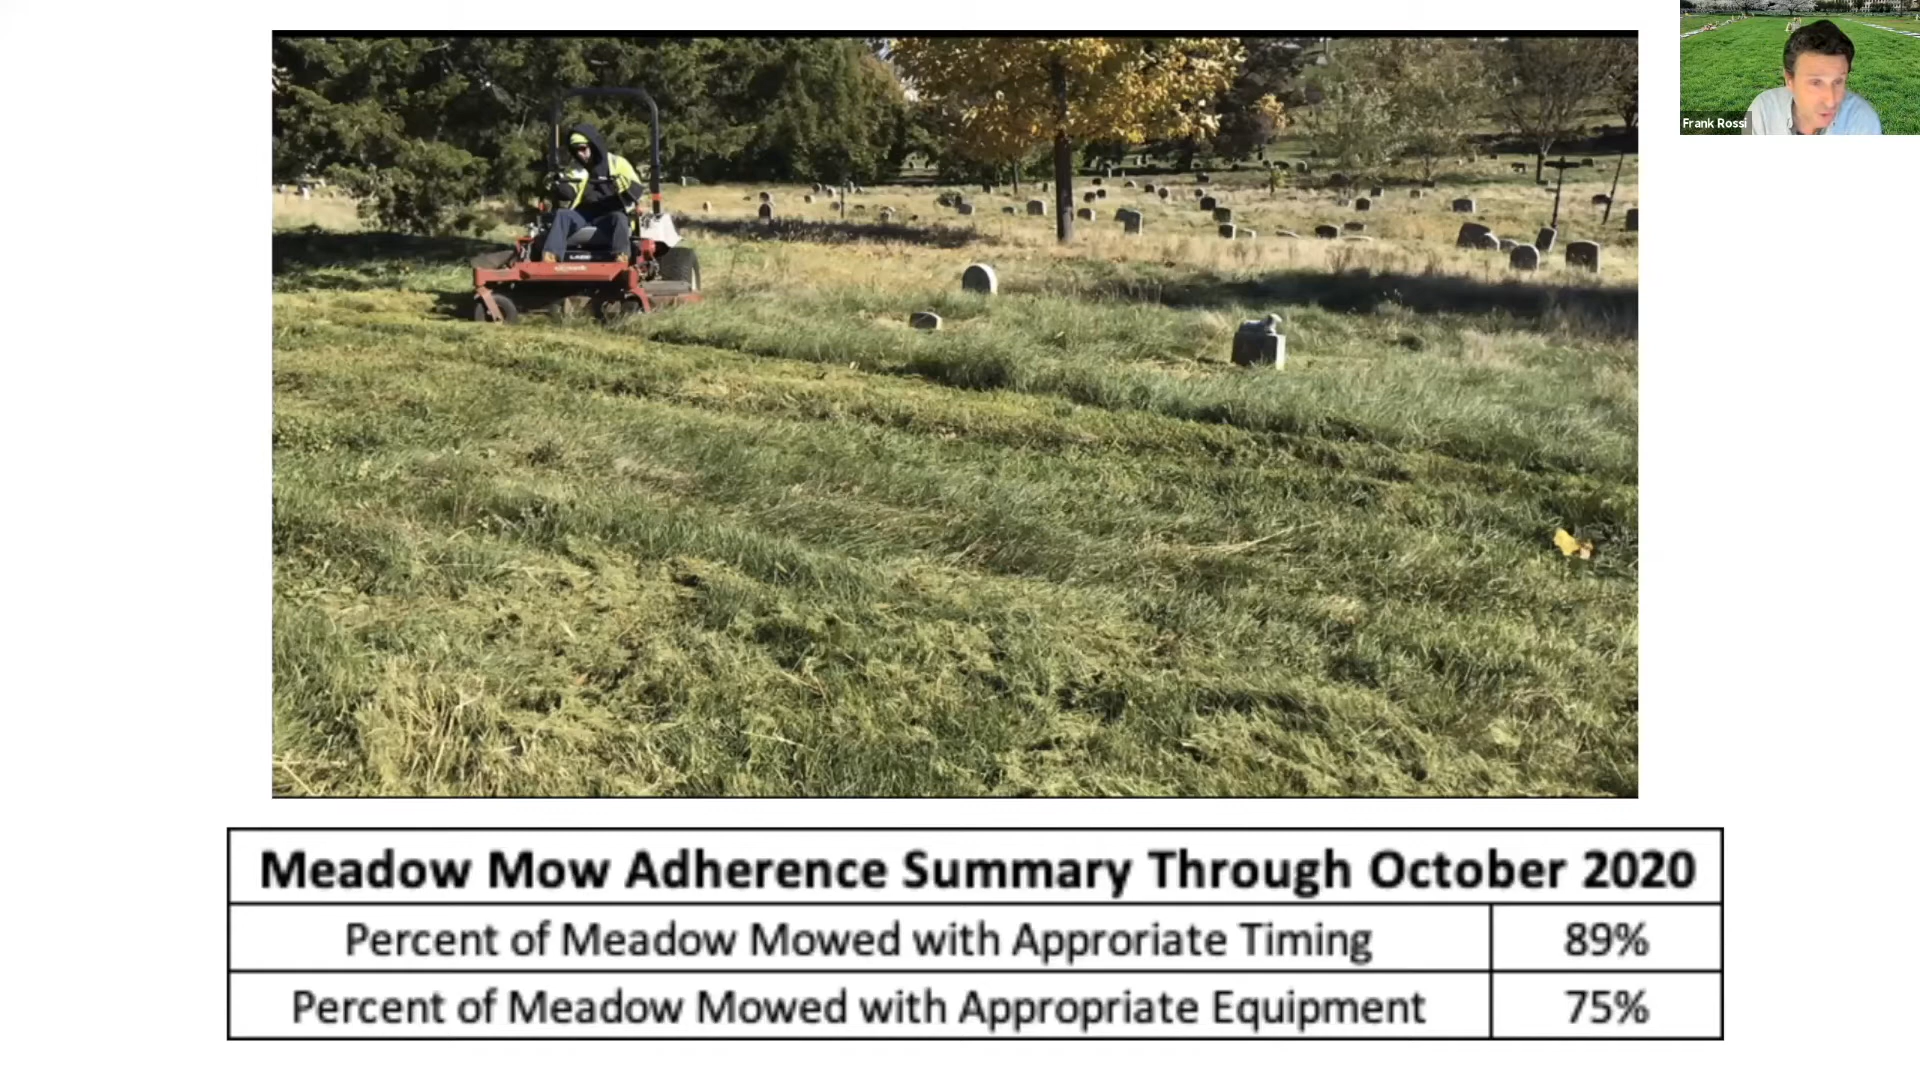 Frank Rossi
Meadow Mow Adherence Summary Through October 2020
Percent of Meadow Mowed with Approriate Timing 89%
Percent of Meadow Mowed with Appropriate Equipment 75%